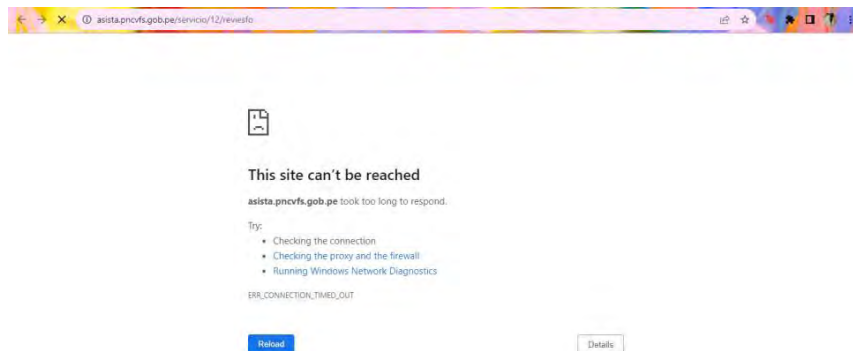 asista.pncvfs.gob.pe/servicio/12/reviesfo
This site can't be reached
asista.pncvfs.gob.pe took too long to respond.
Try:
• Checking the connection
• Checking the proxy and the firewall
• Running Windows Network Diagnostics
ERR_CONNECTION_TIMED_OUT
Reload Details